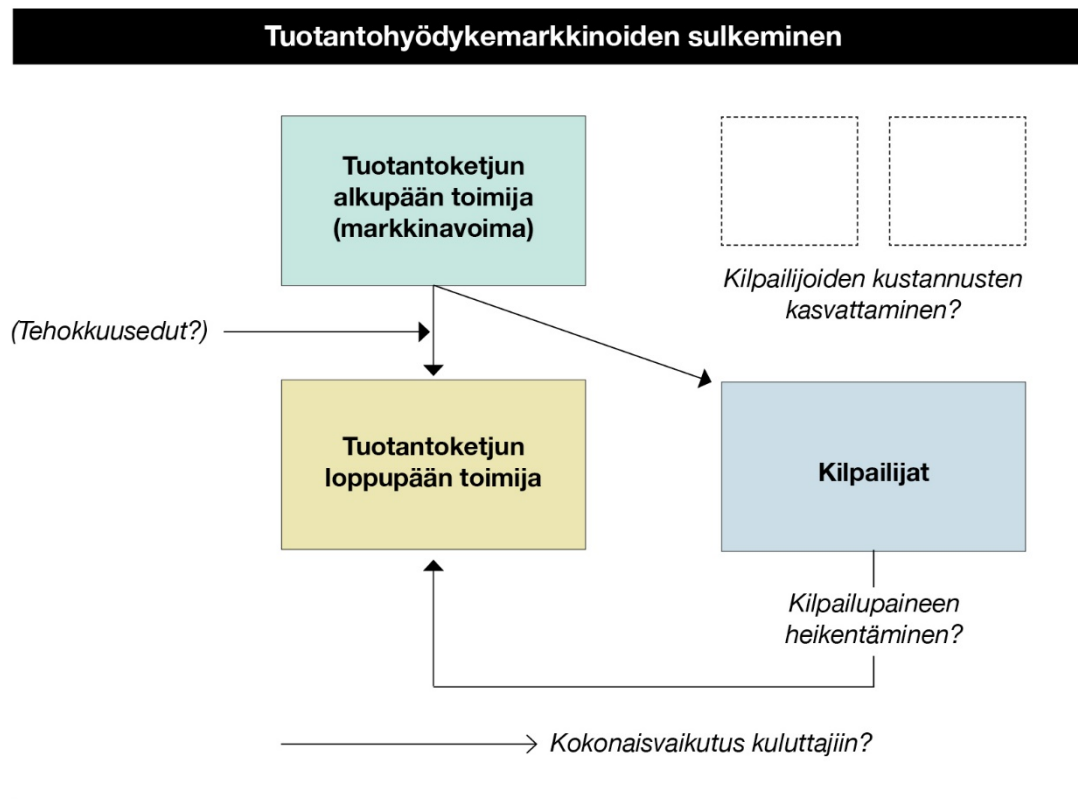 Tuotantohyödykemarkkinoiden sulkeminen
Tuotantoketjun
alkupään toimija
(markkinavoima)
Kilpailijoiden kustannusten
kasvattaminen?
(Tehokkuusedut?)
Tuotantoketjun
loppupään toimija
Kilpailijat
Kilpailupaineen
heikentäminen?
Kokonaisvaikutus kuluttajiin?